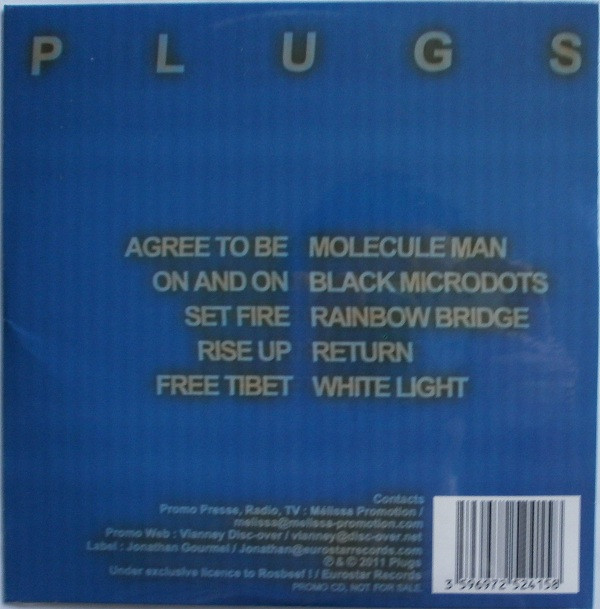 PLUGS
AGREE TO BE MOLECULE MAN
ON AND ON BLACK MICRODOTS
SET FIRE RAINBOW BRIDGE
RISE UP RETURN
FREE TIBET WHITE LIGHT
Contacts
Promo Presse, Radio, TV : Mélissa Promotion /
melissa@melissa-promotion.com
Promo Web : Vianney Disc-over / vianney@disc-over.net
Label : Jonathan Gourmel / Jonathan@eurostarrecords.com
℗ & © 2011 Plugs
Under exclusive licence to Rosbeef ! / Eurostar Records
PROMO CD, NOT FOR SALE.
3 596972 524158